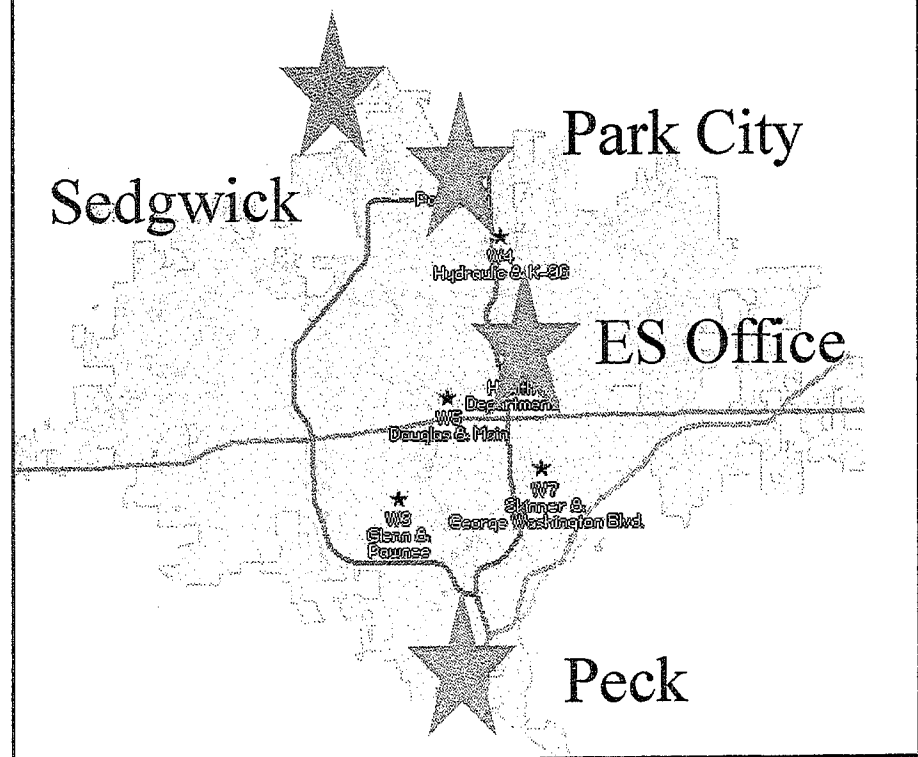 Park City
Sedgwick
W4
Hydraulic & K-96
ES Office
Health
Department
W5
Douglas & Main
W7
Skinner &
George Washington Blvd.
W3
Glenn &
Pawnee
Peck